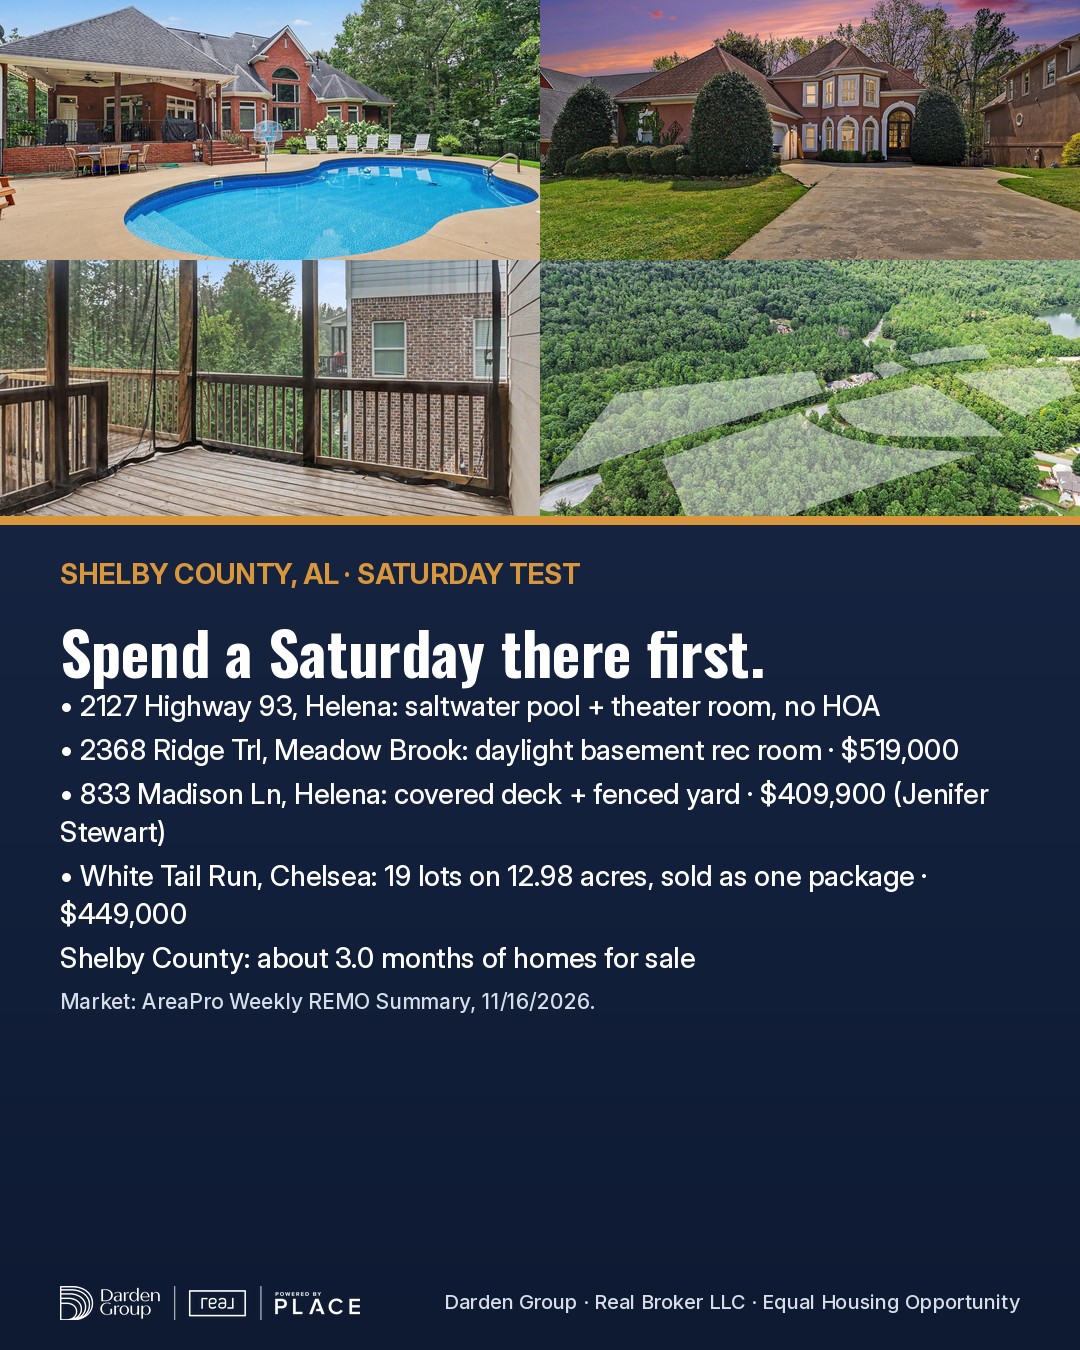 SHELBY COUNTY, AL · SATURDAY TEST
Spend a Saturday there first.
• 2127 Highway 93, Helena: saltwater pool + theater room, no HOA
• 2368 Ridge Trl, Meadow Brook: daylight basement rec room · $519,000
• 833 Madison Ln, Helena: covered deck + fenced yard · $409,900 (Jenifer
Stewart)
• White Tail Run, Chelsea: 19 lots on 12.98 acres, sold as one package ·
$449,000
Shelby County: about 3.0 months of homes for sale
Market: AreaPro Weekly REMO Summary, 11/16/2026.
Darden
Group
real
POWERED BY
PLACE
Darden Group · Real Broker LLC · Equal Housing Opportunity